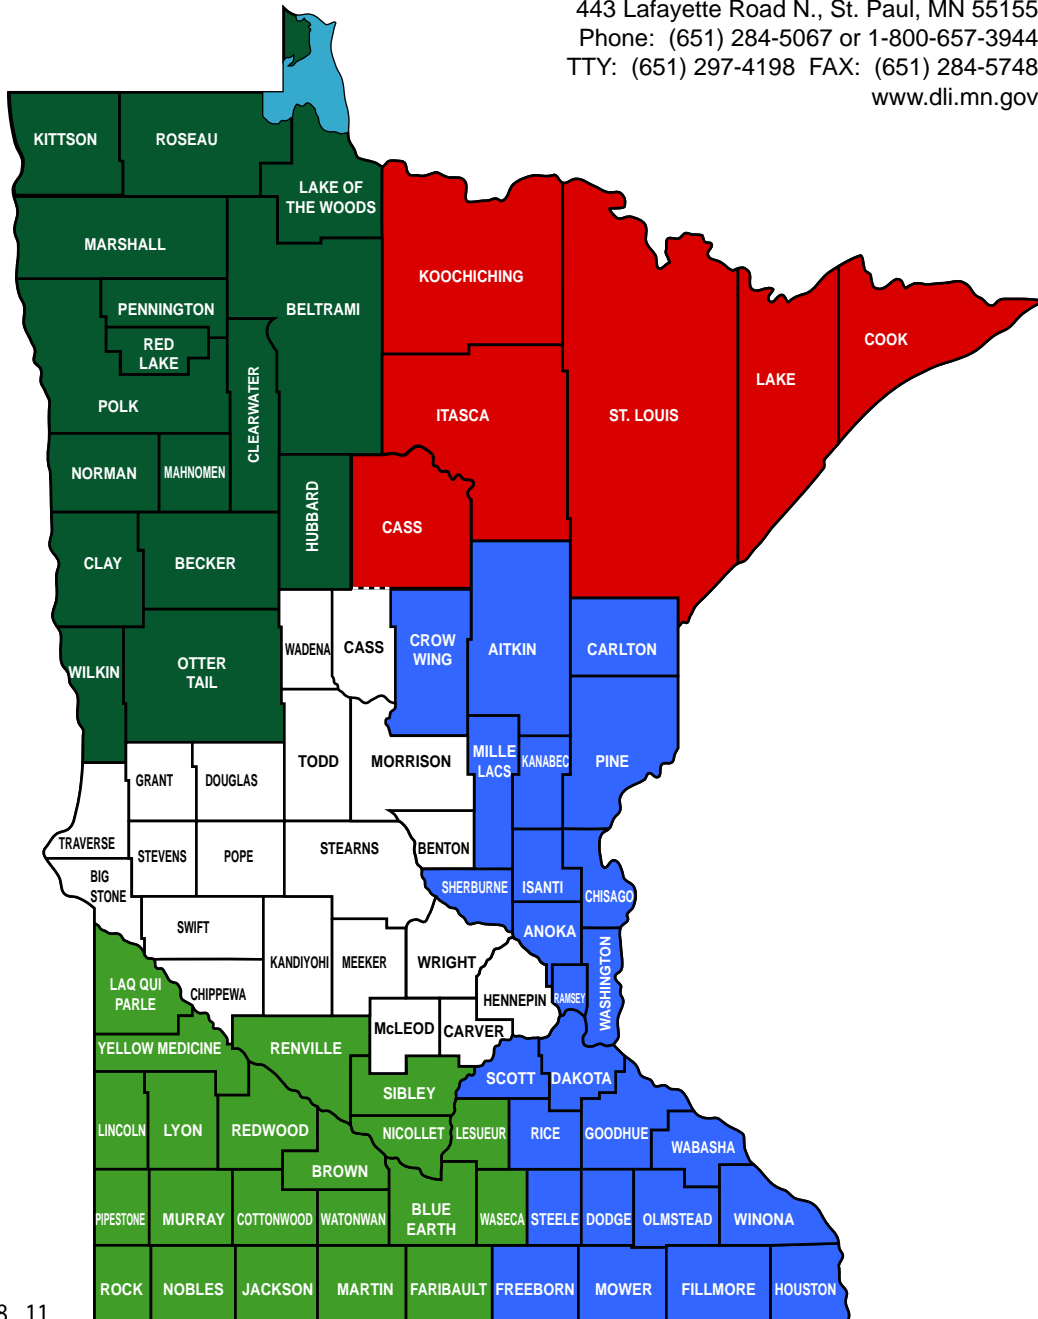 443 Lafayette Road N., St. Paul, MN 55155
Phone: (651) 284-5067 or 1-800-657-3944
TTY: (651) 297-4198 FAX: (651) 284-5748
www.dli.mn.gov
KITTSON
ROSEAU
LAKE OF
THE WOODS
MARSHALL
KOOCHICHING
PENNINGTON
BELTRAMI
RED
LAKE
COOK
LAKE
POLK
CLEARWATER
ITASCA
ST. LOUIS
NORMAN
MAHNOMEN
HUBBARD
CASS
CLAY
BECKER
WADENA
CASS
CROW
WING
AITKIN
CARLTON
WILKIN
OTTER
TAIL
TODD
MORRISON
MILLE
LACS
KANABEC
PINE
GRANT
DOUGLAS
TRAVERSE
STEVENS
POPE
STEARNS
BENTON
BIG
STONE
SHERBURNE
ISANTI
CHISAGO
SWIFT
ANOKA
KANDIYOHI
MEEKER
WRIGHT
WASHINGTON
LAQ QUI
PARLE
CHIPPEWA
HENNEPIN
RAMSEY
McLEOD
CARVER
YELLOW MEDICINE
RENVILLE
SCOTT
DAKOTA
SIBLEY
LINCOLN
LYON
REDWOOD
NICOLLET
LESUEUR
RICE
GOODHUE
WABASHA
BROWN
PIPESTONE
MURRAY
COTTONWOOD
WATONWAN
BLUE
EARTH
WASECA
STEELE
DODGE
OLMSTEAD
WINONA
ROCK
NOBLES
JACKSON
MARTIN
FARIBAULT
FREEBORN
MOWER
FILLMORE
HOUSTON
8 11